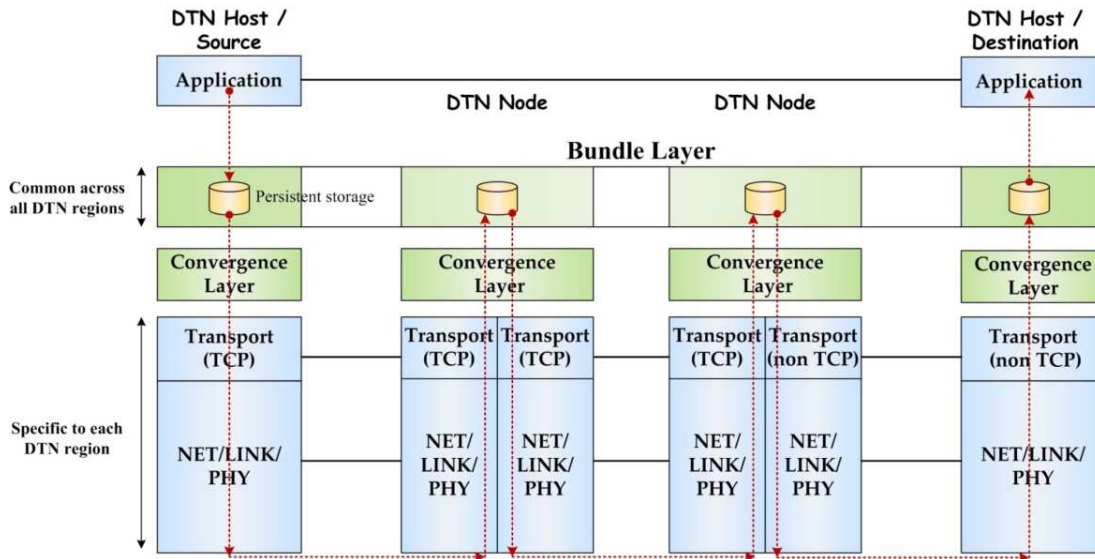 DTN Host /
Source
DTN Host /
Destination
Application
Application
DTN Node
DTN Node
Bundle Layer
Common across
all DTN regions
Persistent storage
Convergence
Layer
Convergence
Layer
Convergence
Layer
Convergence
Layer
Transport
(TCP)
Transport
(TCP)
Transport
(TCP)
Transport
(TCP)
Transport
(non TCP)
Transport
(non TCP)
Specific to each
DTN region
NET/LINK/
PHY
NET/
LINK/
PHY
NET/
LINK/
PHY
NET/
LINK/
PHY
NET/
LINK/
PHY
NET/LINK/
PHY